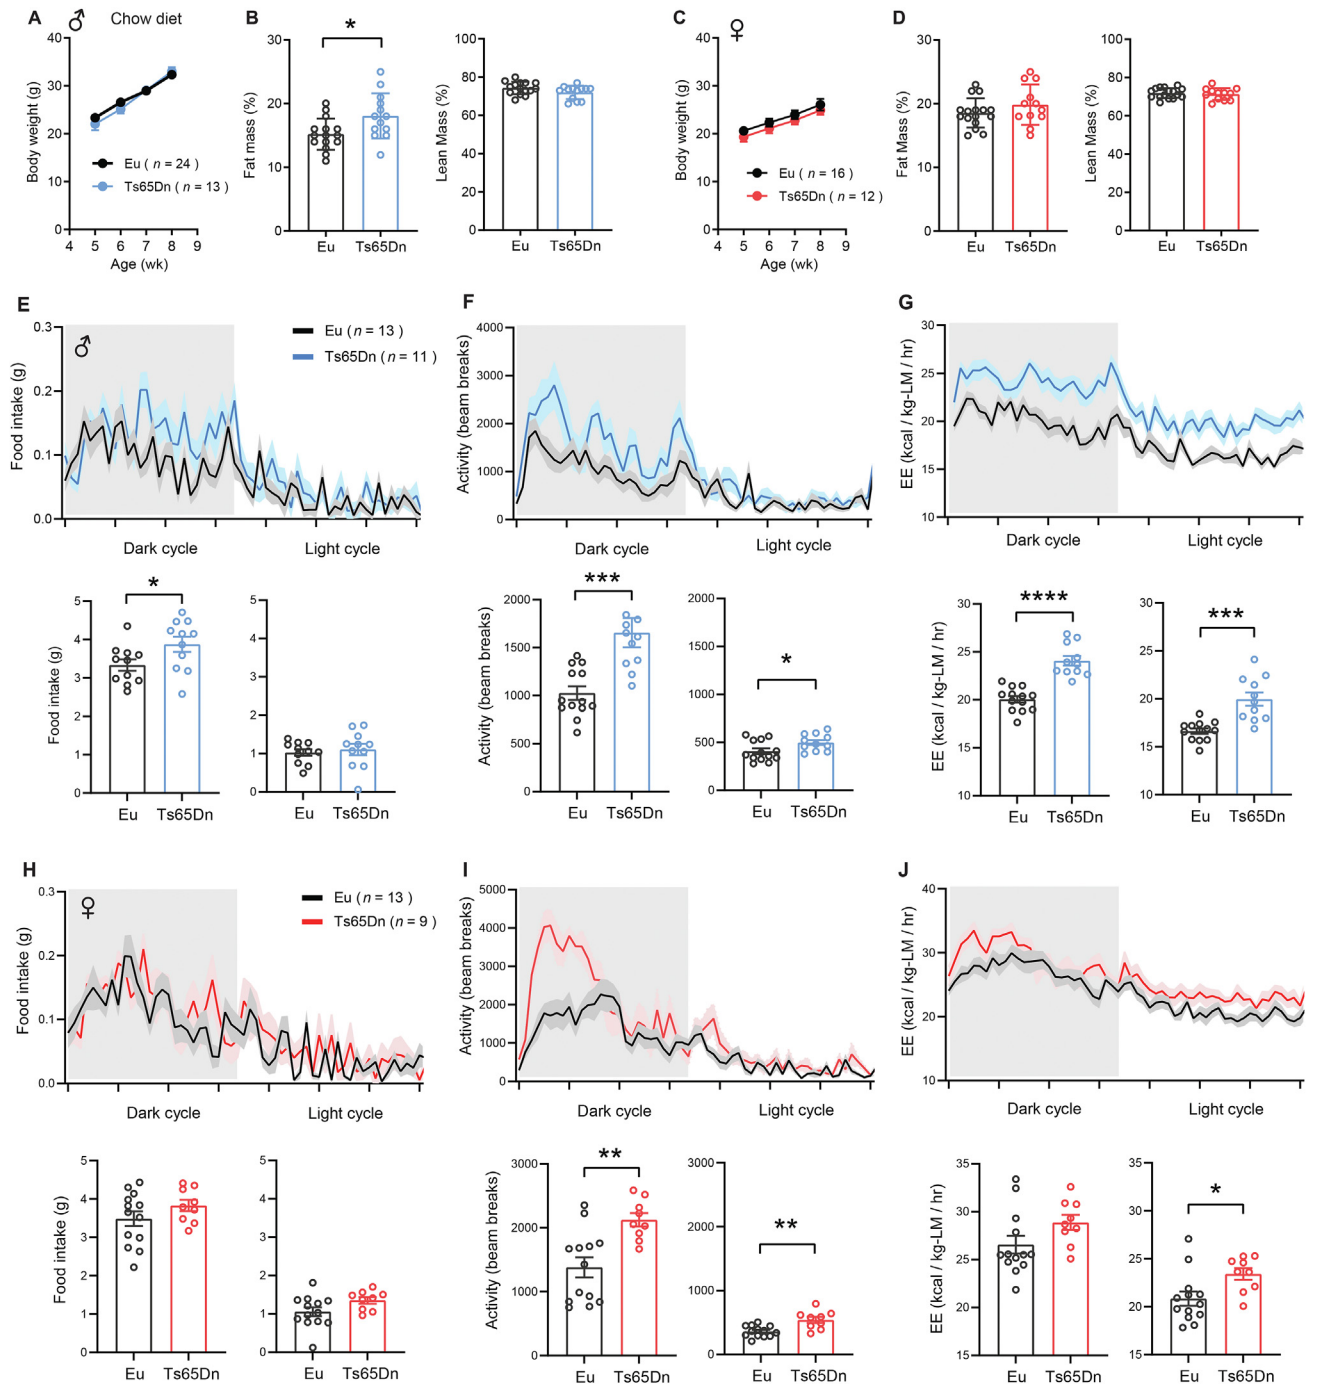 A ♂ Chow diet
Body weight (g)
40
30
20
10
0
Eu ( n = 24 )
Ts65Dn ( n = 13 )
4 5 6 7 8 9
Age (wk)
B
*
Fat mass (%)
30
20
10
0
Eu Ts65Dn
Lean Mass (%)
100
80
60
40
20
0
Eu Ts65Dn
C ♀
Body weight (g)
40
30
20
10
0
Eu ( n = 16 )
Ts65Dn ( n = 12 )
4 5 6 7 8 9
Age (wk)
D
Fat Mass (%)
30
20
10
0
Eu Ts65Dn
Lean Mass (%)
100
80
60
40
20
0
Eu Ts65Dn
E
♂
Food intake (g)
0.3
0.2
0.1
0.0
Eu ( n = 13 )
Ts65Dn ( n = 11 )
Dark cycle Light cycle
*
Food intake (g)
5
4
3
2
1
0
Eu Ts65Dn
5
4
3
2
1
0
Eu Ts65Dn
F
Activity (beam breaks)
4000
3000
2000
1000
0
Dark cycle Light cycle
***
Activity (beam breaks)
2000
1500
1000
500
0
Eu Ts65Dn
*
2000
1500
1000
500
0
Eu Ts65Dn
G
EE (kcal / kg-LM / hr)
30
25
20
15
10
Dark cycle Light cycle
****
EE (kcal / kg-LM / hr)
30
25
20
15
10
Eu Ts65Dn
***
30
25
20
15
10
Eu Ts65Dn
H
♀
Food intake (g)
0.3
0.2
0.1
0.0
Eu ( n = 13 )
Ts65Dn ( n = 9 )
Dark cycle Light cycle
Food intake (g)
5
4
3
2
1
0
Eu Ts65Dn
5
4
3
2
1
0
Eu Ts65Dn
I
Activity (beam breaks)
5000
4000
3000
2000
1000
0
Dark cycle Light cycle
**
Activity (beam breaks)
3000
2000
1000
0
Eu Ts65Dn
**
3000
2000
1000
0
Eu Ts65Dn
J
EE (kcal / kg-LM / hr)
40
30
20
10
Dark cycle Light cycle
EE (kcal / kg-LM / hr)
35
30
25
20
15
Eu Ts65Dn
*
35
30
25
20
15
Eu Ts65Dn